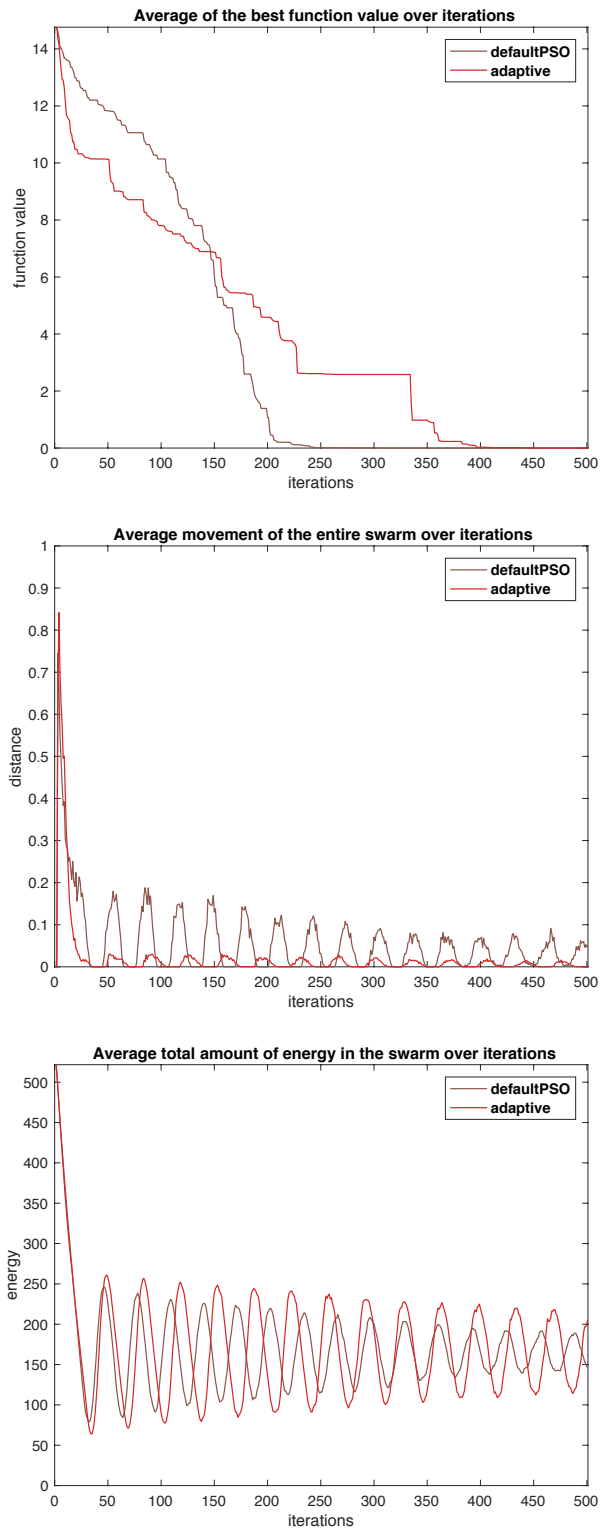 Average of the best function value over iterations
defaultPSO
adaptive
14
12
10
8
6
4
2
0
function value
0 50 100 150 200 250 300 350 400 450 500
iterations
Average movement of the entire swarm over iterations
defaultPSO
adaptive
1
0.9
0.8
0.7
0.6
0.5
0.4
0.3
0.2
0.1
0
distance
0 50 100 150 200 250 300 350 400 450 500
iterations
Average total amount of energy in the swarm over iterations
defaultPSO
adaptive
500
450
400
350
300
250
200
150
100
50
0
energy
0 50 100 150 200 250 300 350 400 450 500
iterations